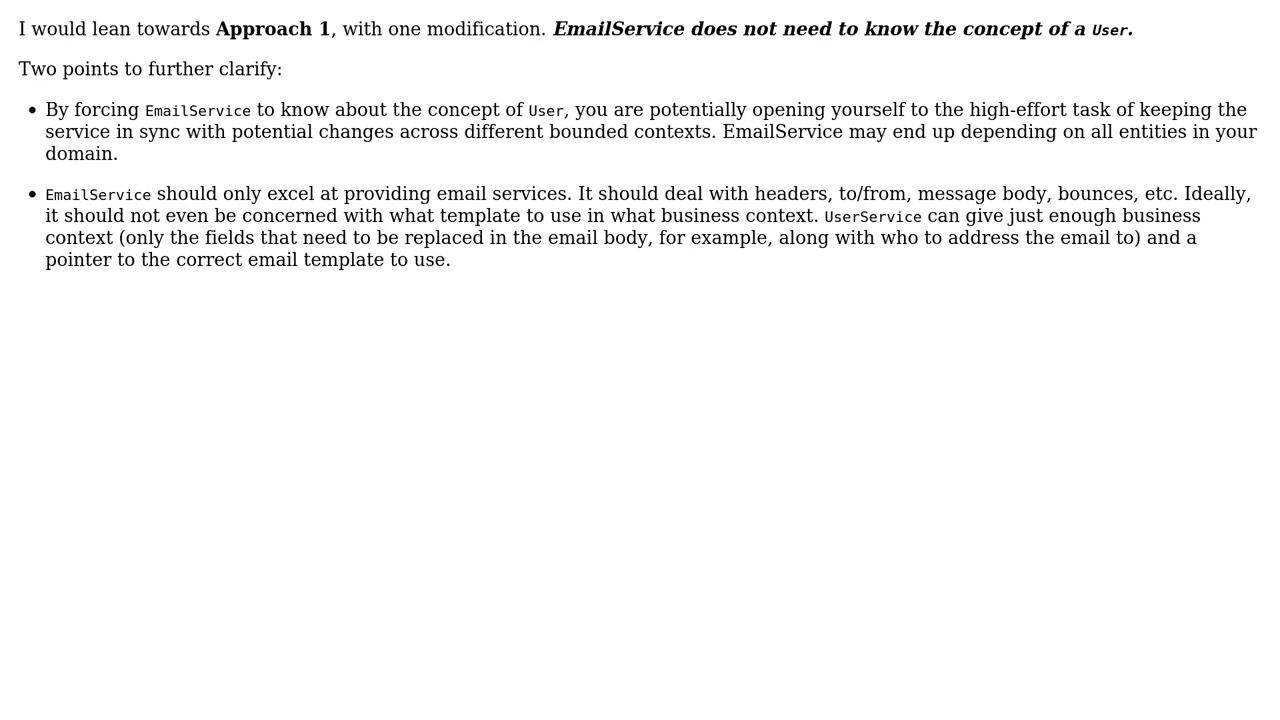 I would lean towards Approach 1, with one modification. EmailService does not need to know the concept of a User.
Two points to further clarify:
• By forcing EmailService to know about the concept of User, you are potentially opening yourself to the high-effort task of keeping the
service in sync with potential changes across different bounded contexts. EmailService may end up depending on all entities in your
domain.
• EmailService should only excel at providing email services. It should deal with headers, to/from, message body, bounces, etc. Ideally,
it should not even be concerned with what template to use in what business context. UserService can give just enough business
context (only the fields that need to be replaced in the email body, for example, along with who to address the email to) and a
pointer to the correct email template to use.